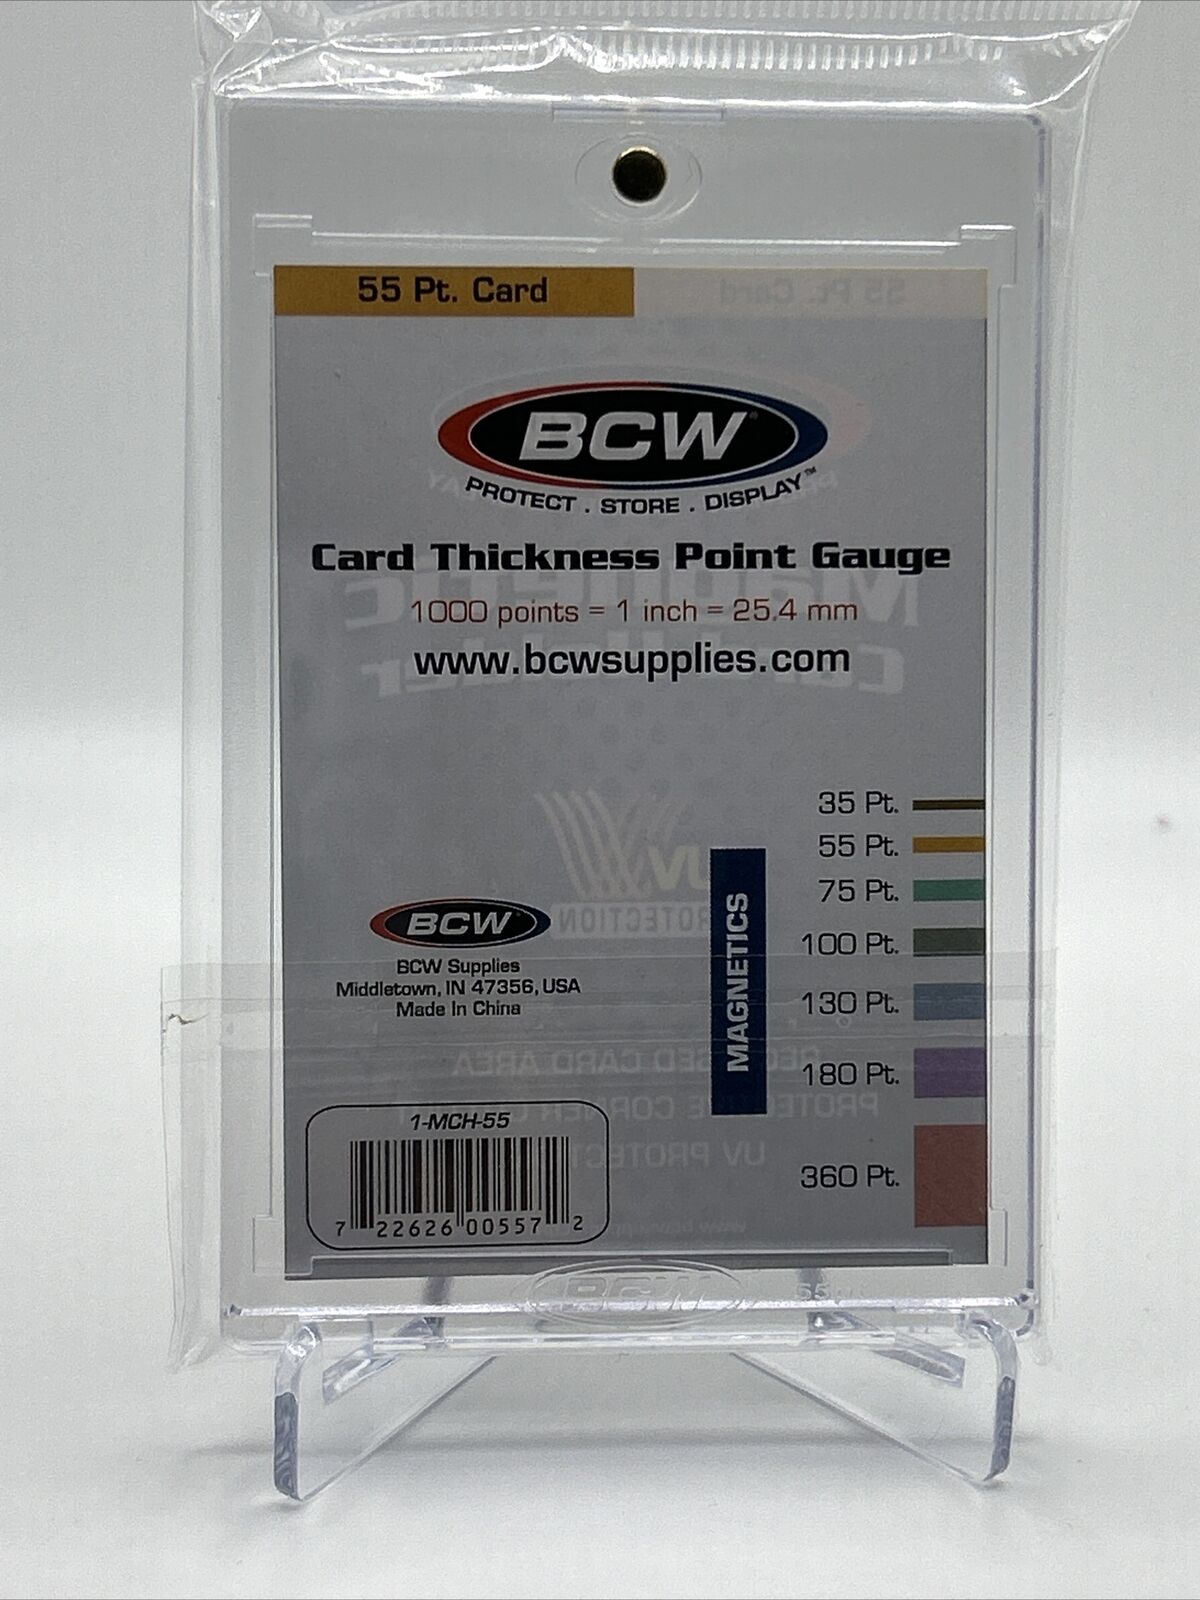 55 Pt. Card
BCW
PROTECT . STORE . DISPLAY™
Card Thickness Point Gauge
1000 points = 1 inch = 25.4 mm
www.bcwsupplies.com
35 Pt.
55 Pt.
75 Pt.
100 Pt.
130 Pt.
180 Pt.
360 Pt.
MAGNETICS
BCW
BCW Supplies
Middletown, IN 47356, USA
Made In China
1-MCH-55
7 22626 00557 2
BCW